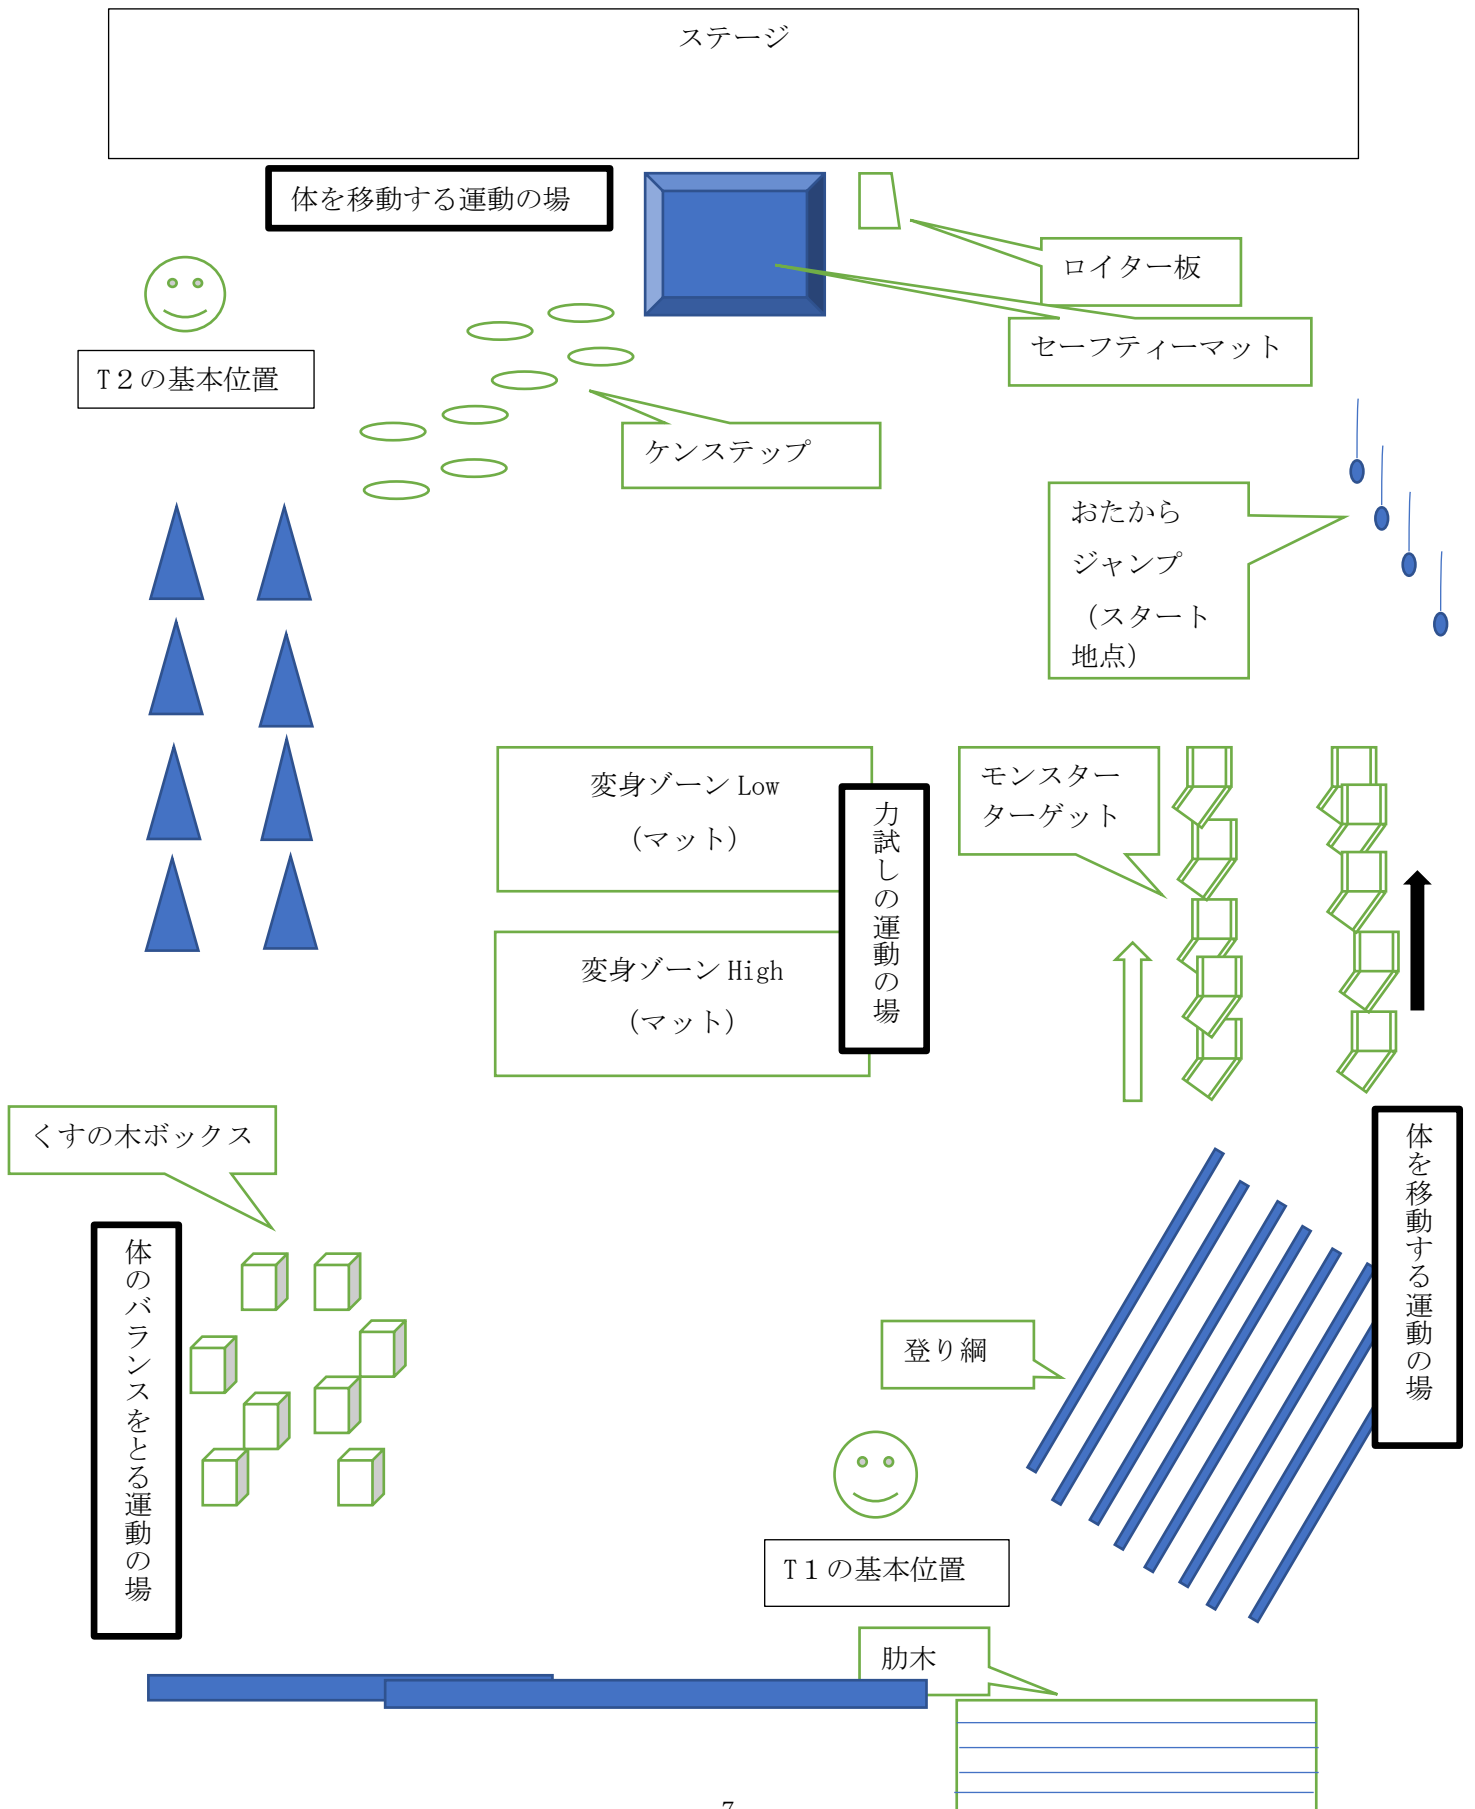 ステージ
体を移動する運動の場
ロイター板
セーフティーマット
T2の基本位置
ケンステップ
おたから
ジャンプ
（スタート
地点）
変身ゾーン Low
（マット）
力試しの運動の場
モンスター
ターゲット
変身ゾーン High
（マット）
くすの木ボックス
体のバランスをとる運動の場
体を移動する運動の場
登り綱
T1の基本位置
肋木
7